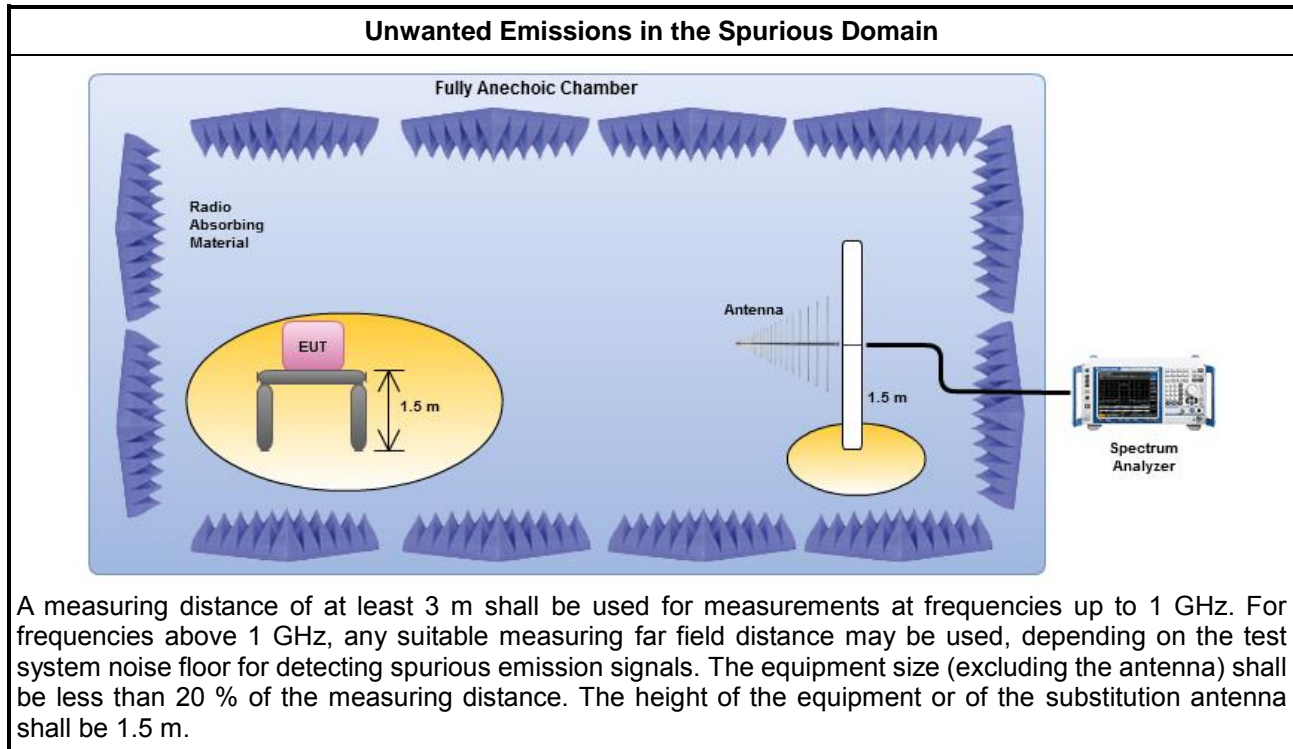 Unwanted Emissions in the Spurious Domain
Fully Anechoic Chamber
Radio
Absorbing
Material
Antenna
EUT
1.5 m
1.5 m
Spectrum
Analyzer
A measuring distance of at least 3 m shall be used for measurements at frequencies up to 1 GHz. For
frequencies above 1 GHz, any suitable measuring far field distance may be used, depending on the test
system noise floor for detecting spurious emission signals. The equipment size (excluding the antenna) shall
be less than 20 % of the measuring distance. The height of the equipment or of the substitution antenna
shall be 1.5 m.